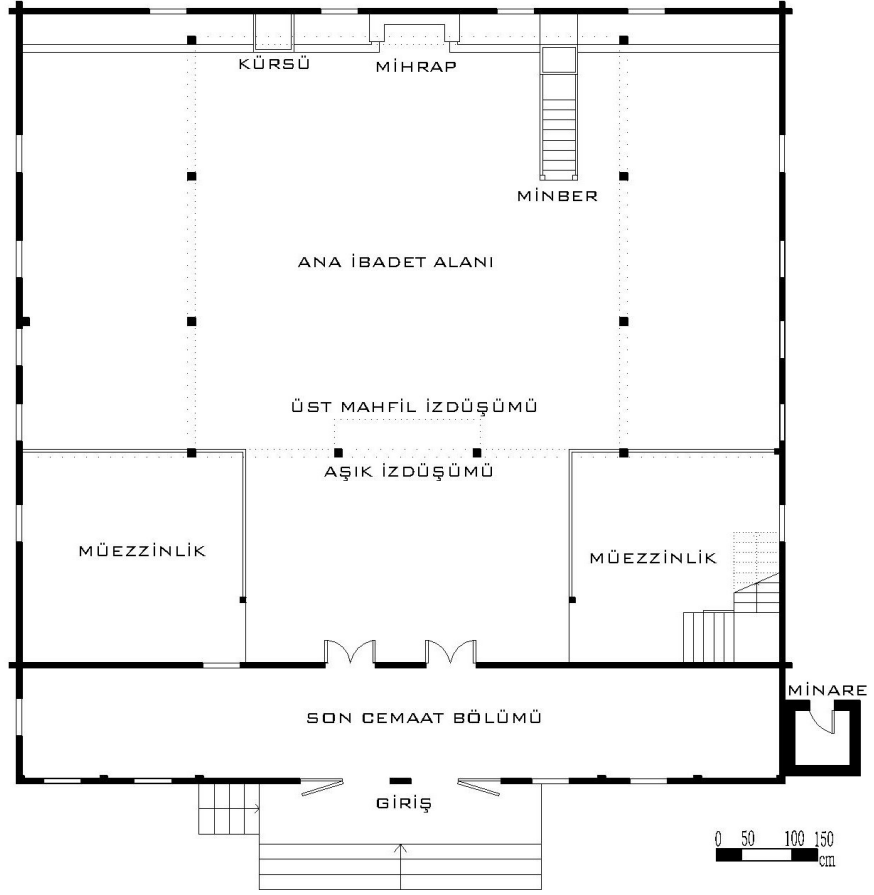 KÜRSÜ
MİHRAP
MİNBER
ANA İBADET ALANI
ÜST MAHFİL İZDÜŞÜMÜ
AŞIK İZDÜŞÜMÜ
MÜEZZİNLİK
MÜEZZİNLİK
MİNARE
SON CEMAAT BÖLÜMÜ
GİRİŞ
0 50 100 150
cm